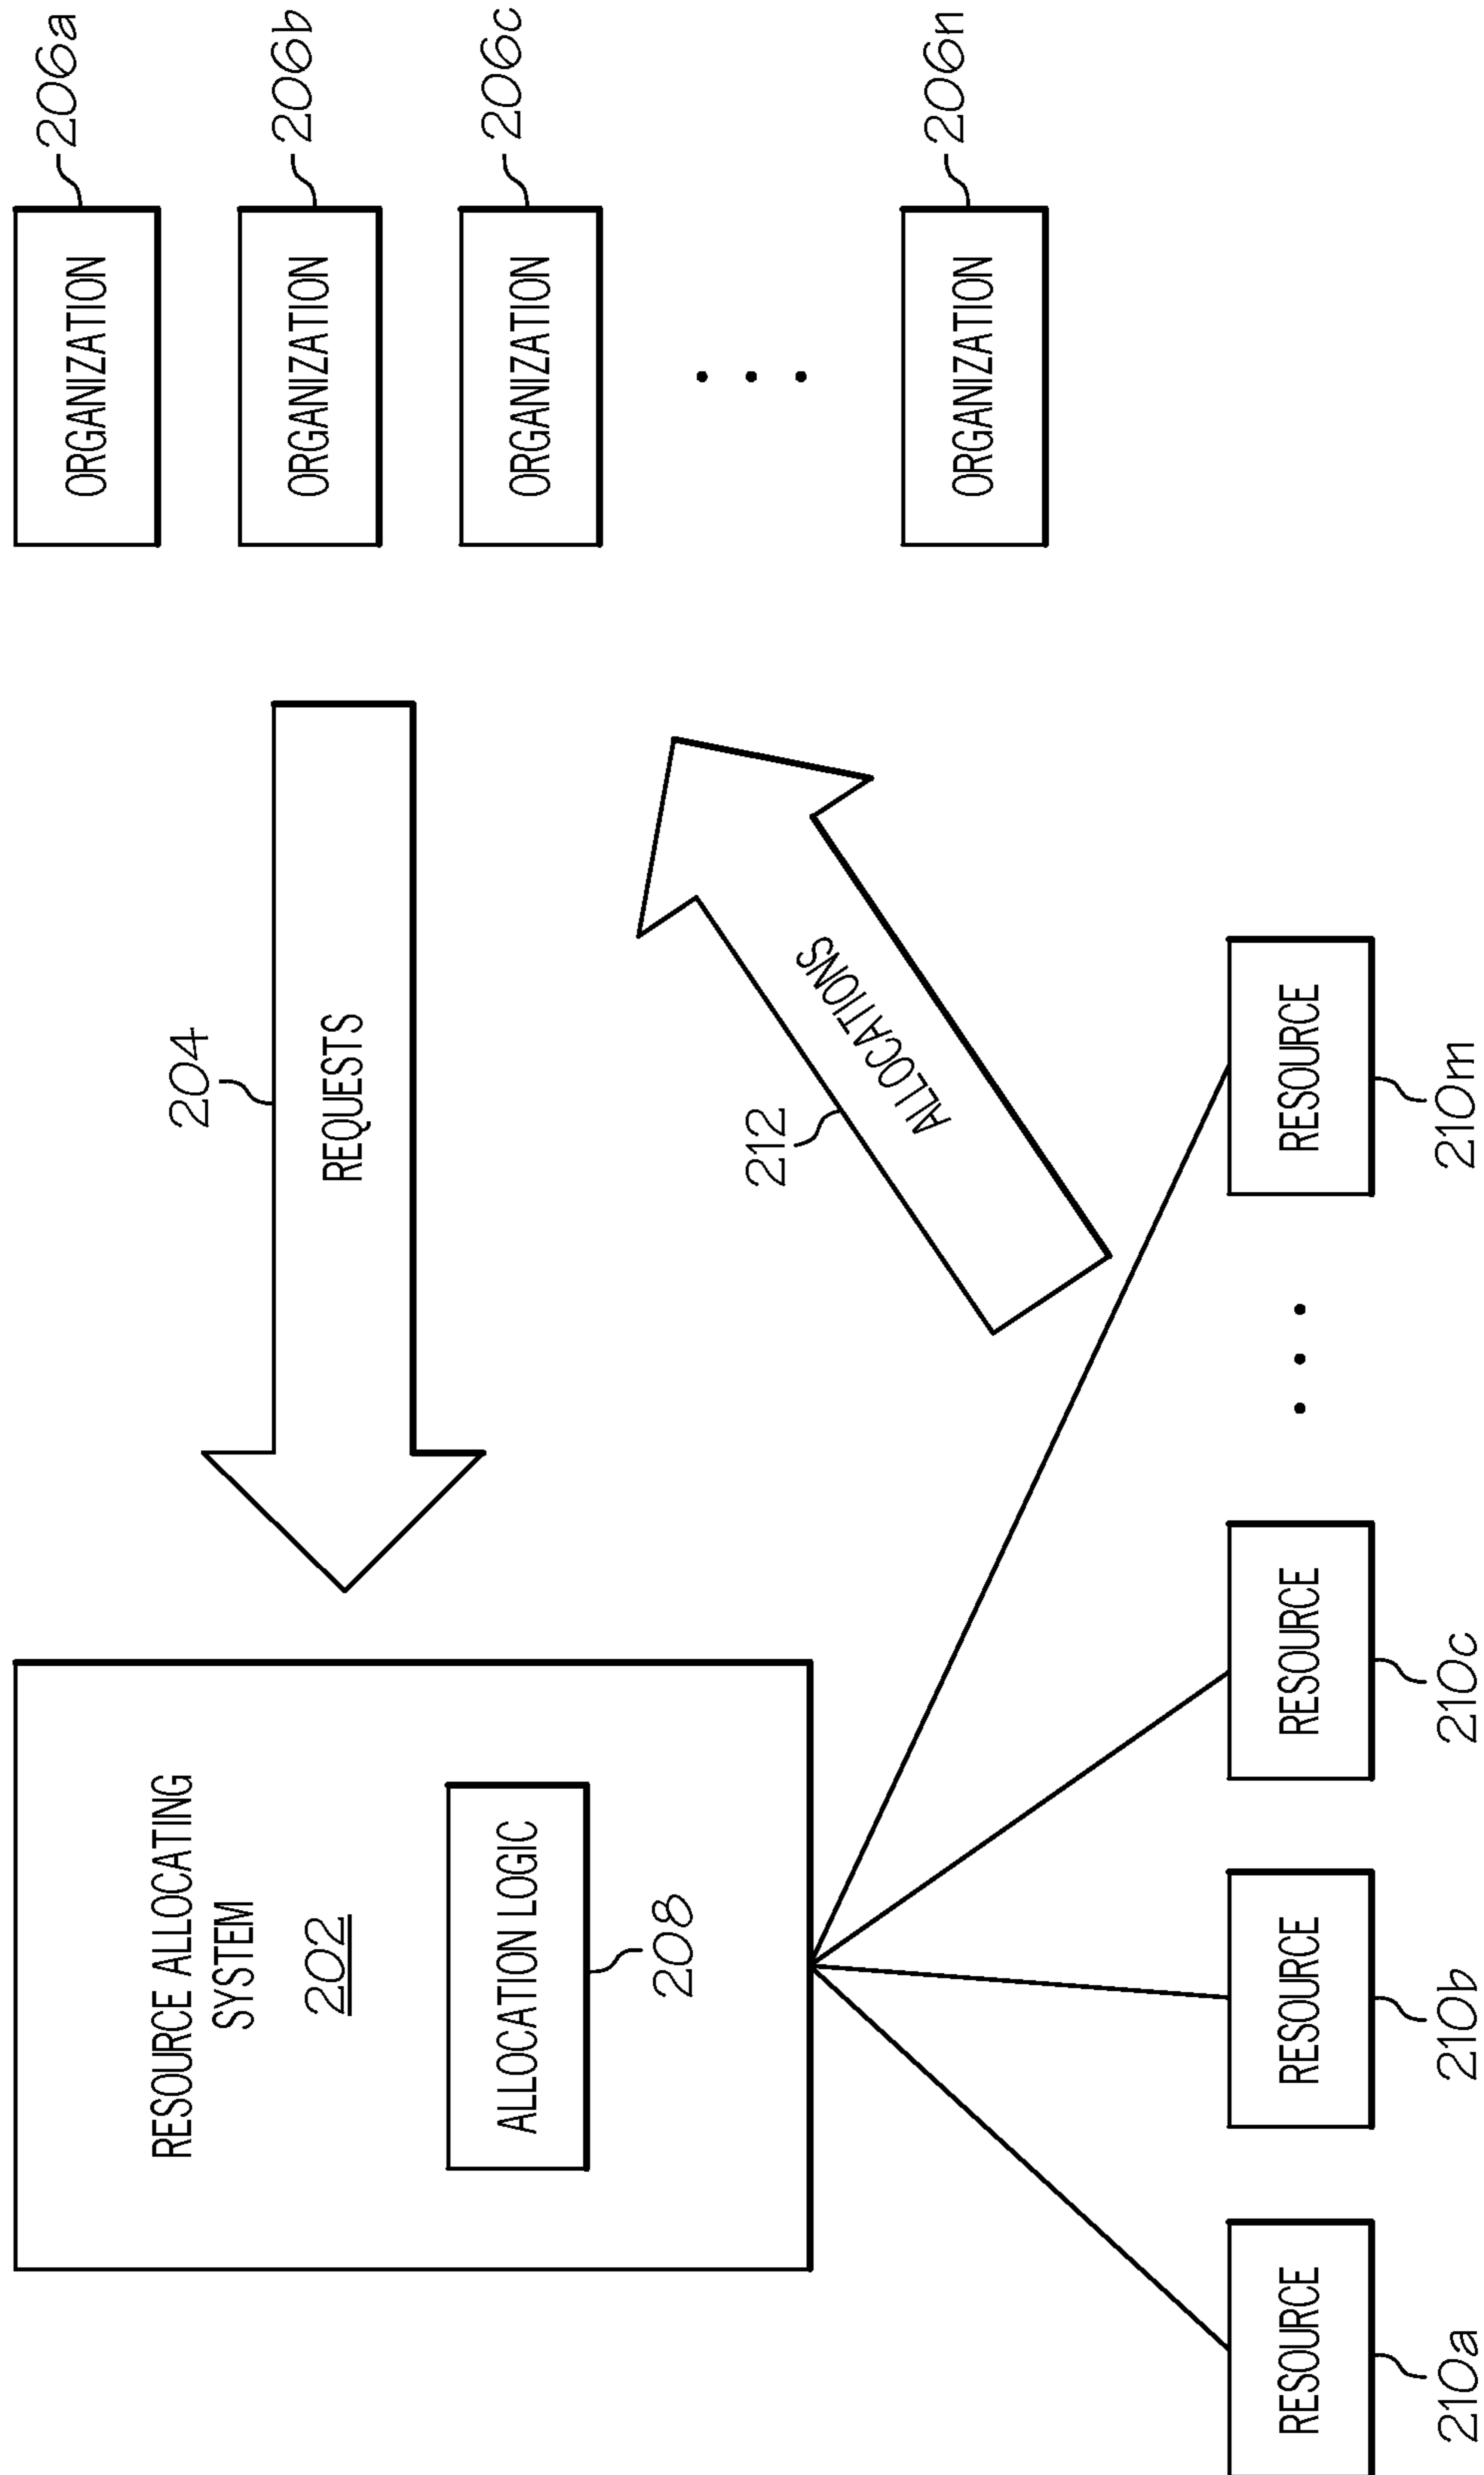 RESOURCE ALLOCATING
SYSTEM
202
ALLOCATION LOGIC
208
204
REQUESTS
ORGANIZATION
206a
ORGANIZATION
206b
ORGANIZATION
206c
ORGANIZATION
206n
212
ALLOCATIONS
RESOURCE
210a
RESOURCE
210b
RESOURCE
210c
RESOURCE
210m